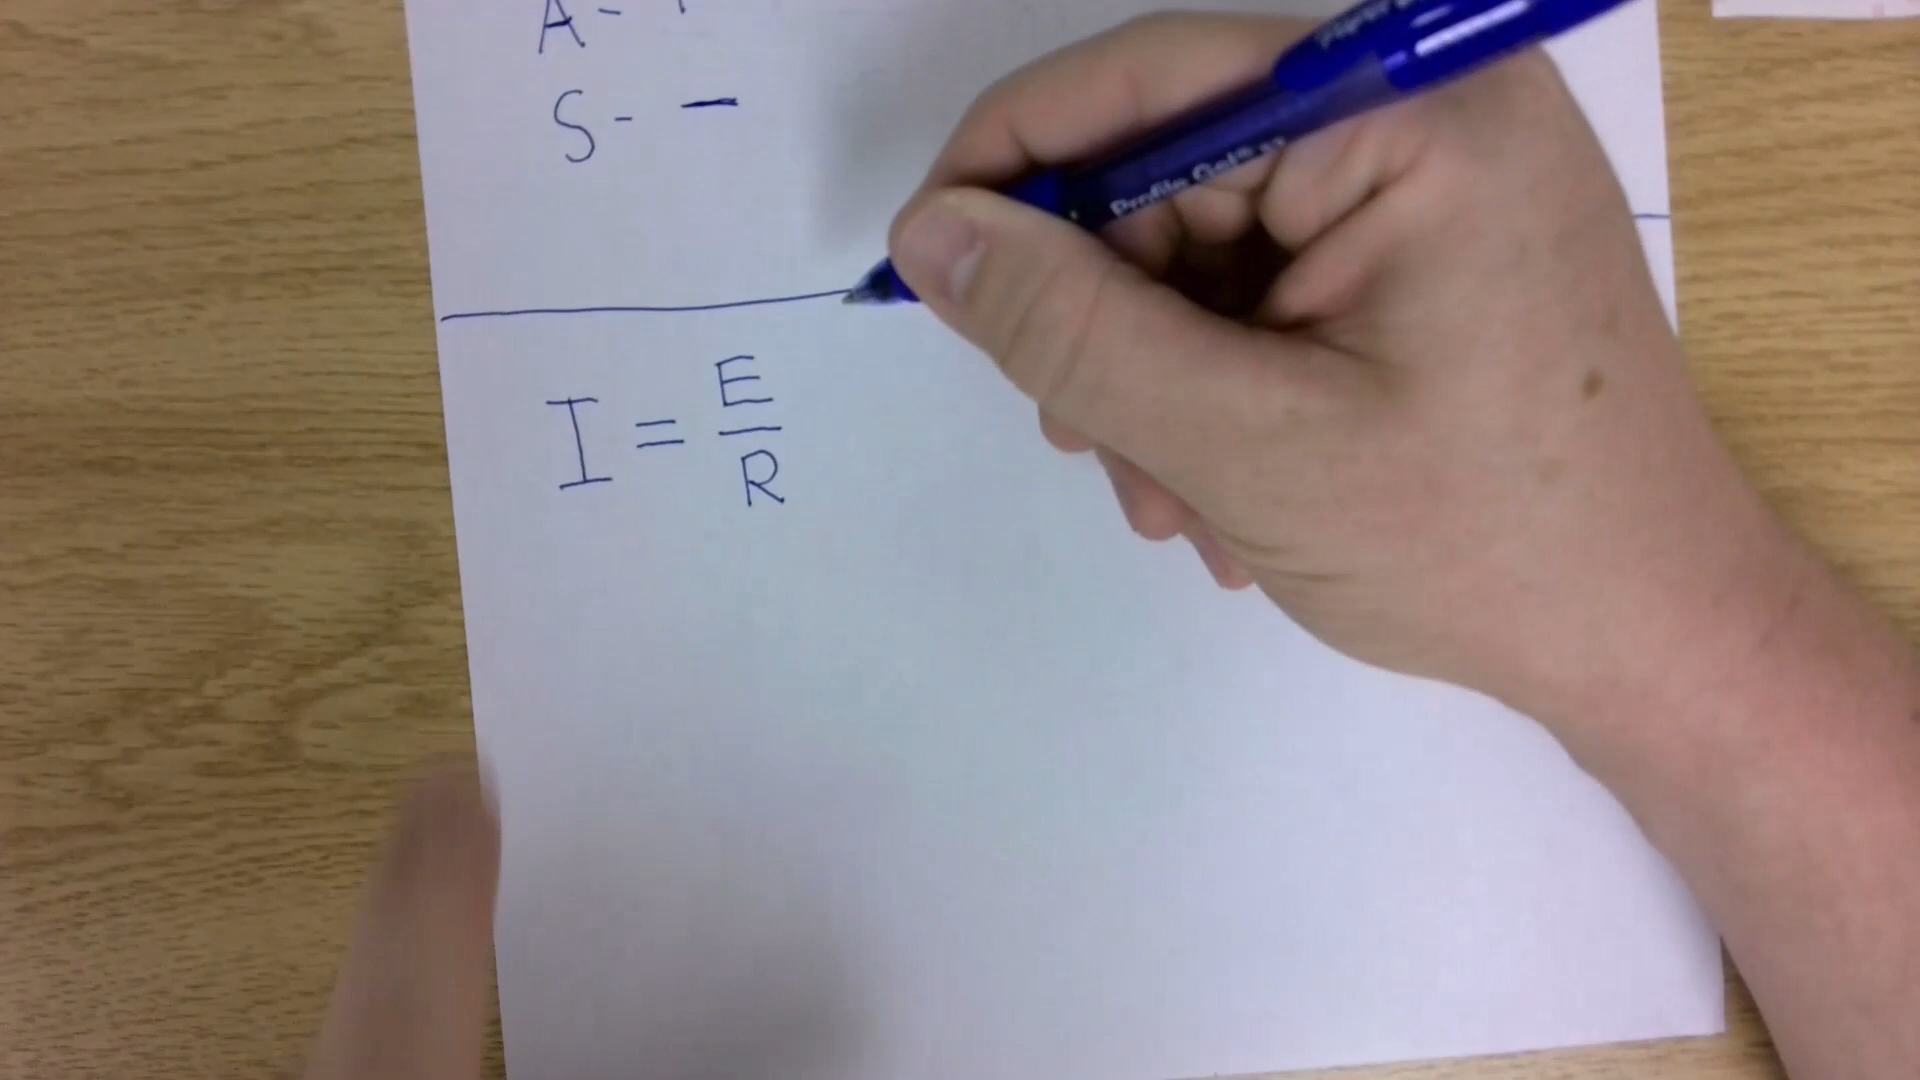 A -
S - -
I = E/R
Profile Gel